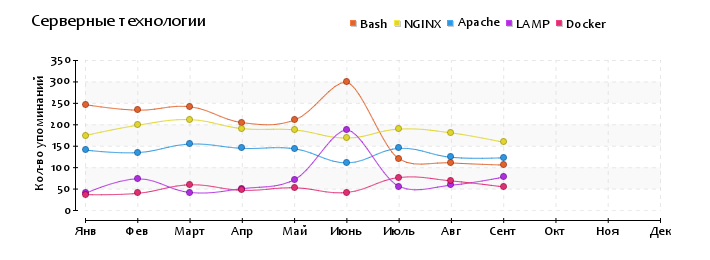 Серверные технологии
Bash NGINX Apache LAMP Docker
Кол-во упоминаний
350
300
250
200
150
100
50
0
Янв Фев Март Апр Май Июнь Июль Авг Сент Окт Ноя Дек